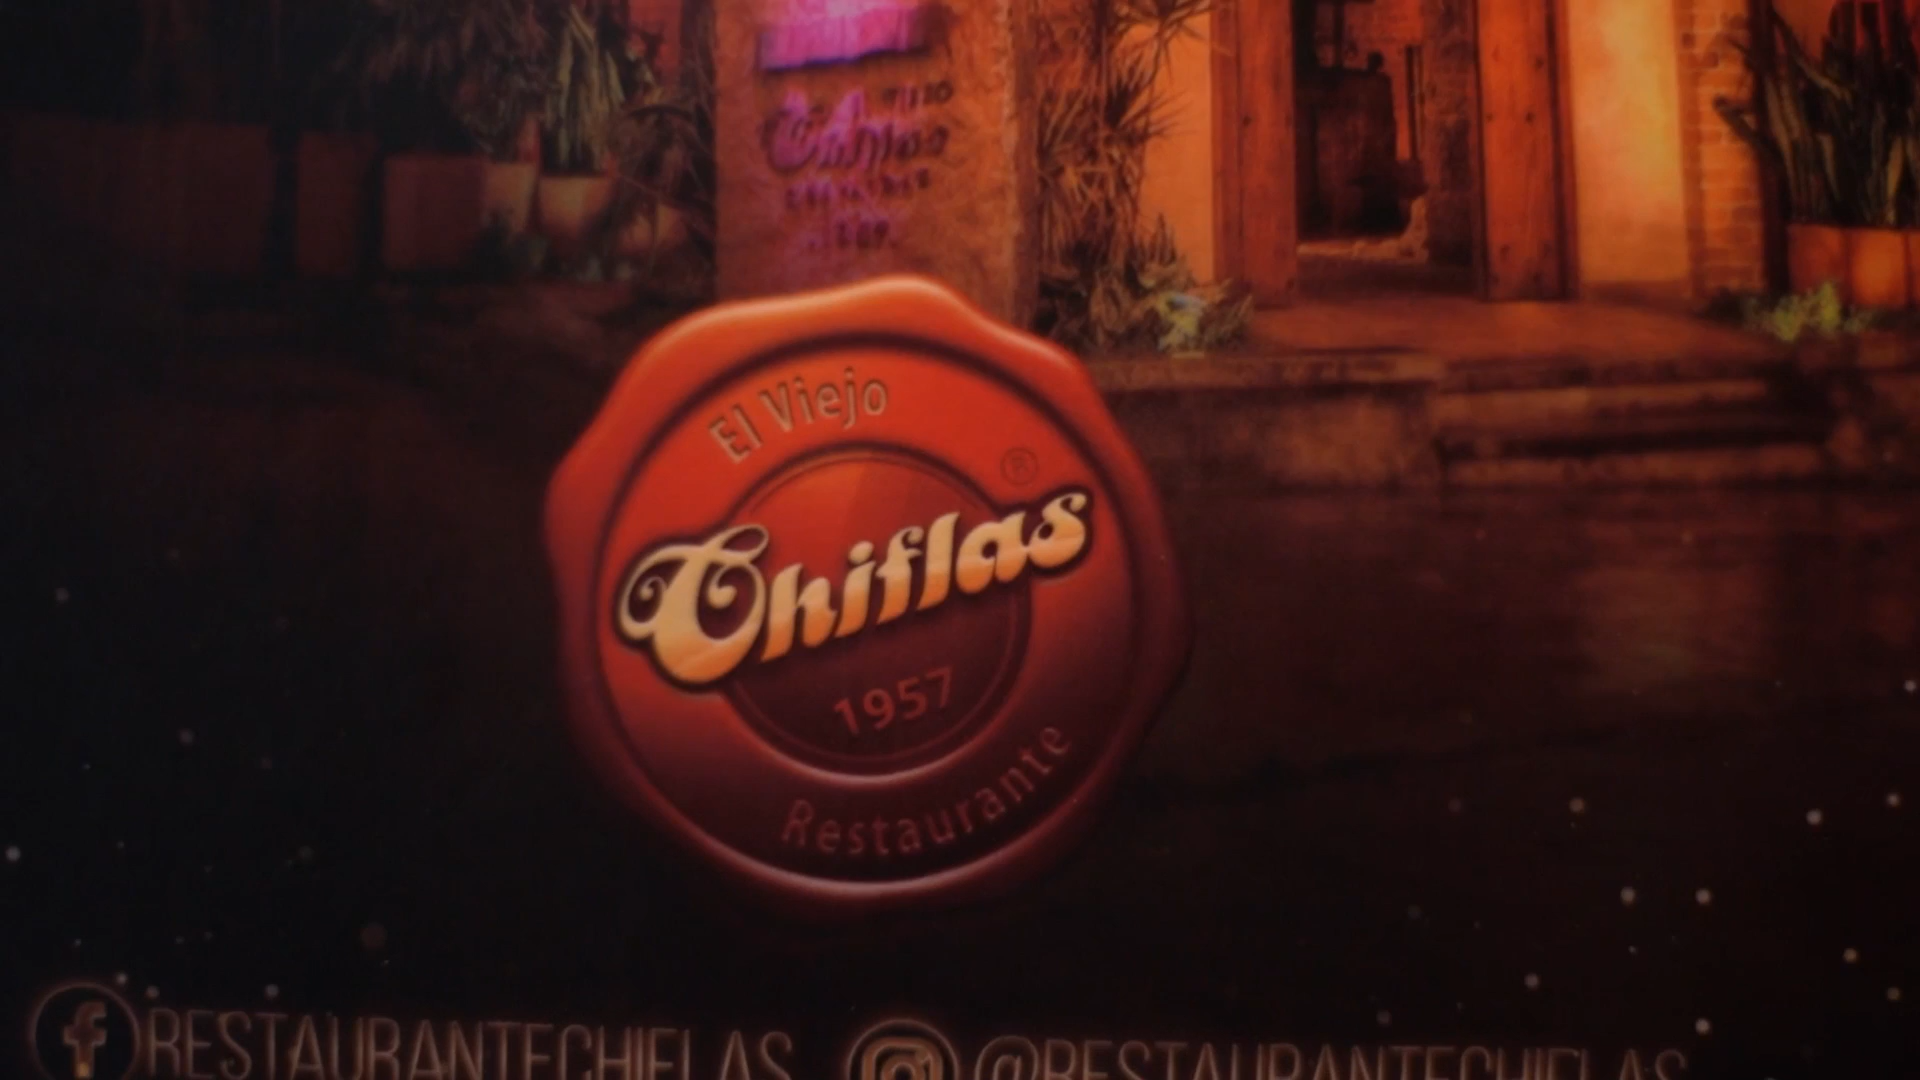 El Viejo
®
Chiflas
1957
Restaurante
RESTAURANTECHIFLAS
@RESTAURANTECHIFLAS